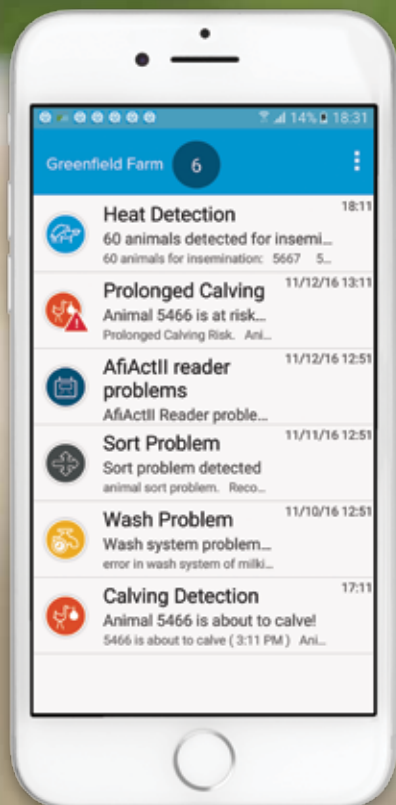 14% 18:31
Greenfield Farm 6
Heat Detection 18:11
60 animals detected for insemi...
60 animals for insemination: 5667 5...
Prolonged Calving 11/12/16 13:11
Animal 5466 is at risk...
Prolonged Calving Risk. Ani...
AfiActII reader 11/12/16 12:51
problems
AfiActII Reader proble...
Sort Problem 11/11/16 12:51
Sort problem detected
animal sort problem. Reco...
Wash Problem 11/10/16 12:51
Wash system problem...
error in wash system of milki...
Calving Detection 17:11
Animal 5466 is about to calve!
5466 is about to calve ( 3:11 PM ) Ani...